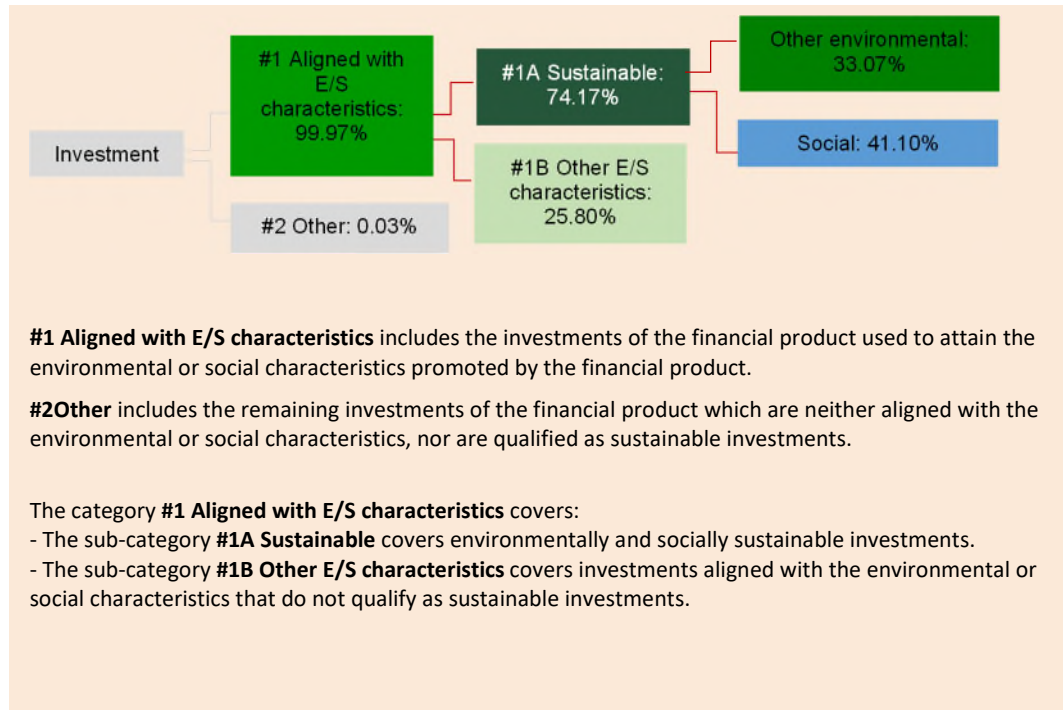 Investment
#1 Aligned with
E/S
characteristics:
99.97%
#2 Other: 0.03%
#1A Sustainable:
74.17%
#1B Other E/S
characteristics:
25.80%
Other environmental:
33.07%
Social: 41.10%
#1 Aligned with E/S characteristics includes the investments of the financial product used to attain the
environmental or social characteristics promoted by the financial product.
#2Other includes the remaining investments of the financial product which are neither aligned with the
environmental or social characteristics, nor are qualified as sustainable investments.
The category #1 Aligned with E/S characteristics covers:
- The sub-category #1A Sustainable covers environmentally and socially sustainable investments.
- The sub-category #1B Other E/S characteristics covers investments aligned with the environmental or
social characteristics that do not qualify as sustainable investments.